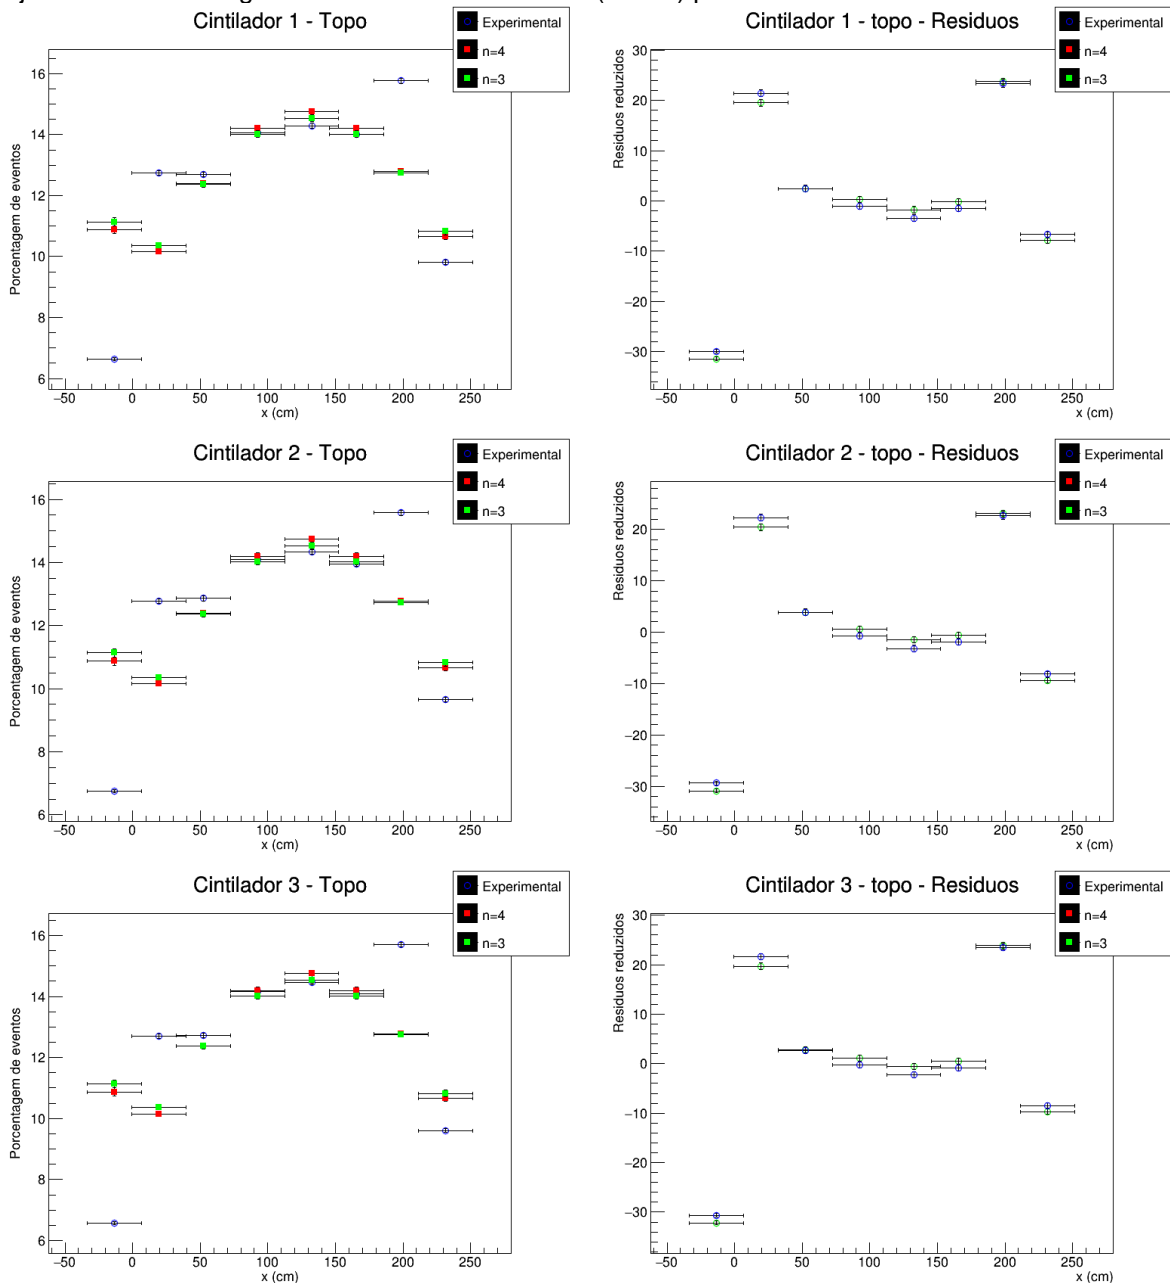 Cintilador 1 - Topo
Experimental
n=4
n=3
Porcentagem de eventos
16
14
12
10
8
6
−50 0 50 100 150 200 250
x (cm)
Cintilador 1 - topo - Residuos
Experimental
n=4
n=3
Residuos reduzidos
30
20
10
0
−10
−20
−30
−50 0 50 100 150 200 250
x (cm)
Cintilador 2 - Topo
Experimental
n=4
n=3
Porcentagem de eventos
16
14
12
10
8
6
−50 0 50 100 150 200 250
x (cm)
Cintilador 2 - topo - Residuos
Experimental
n=4
n=3
Residuos reduzidos
20
10
0
−10
−20
−30
−50 0 50 100 150 200 250
x (cm)
Cintilador 3 - Topo
Experimental
n=4
n=3
Porcentagem de eventos
16
14
12
10
8
6
−50 0 50 100 150 200 250
x (cm)
Cintilador 3 - topo - Residuos
Experimental
n=4
n=3
Residuos reduzidos
30
20
10
0
−10
−20
−30
−50 0 50 100 150 200 250
x (cm)